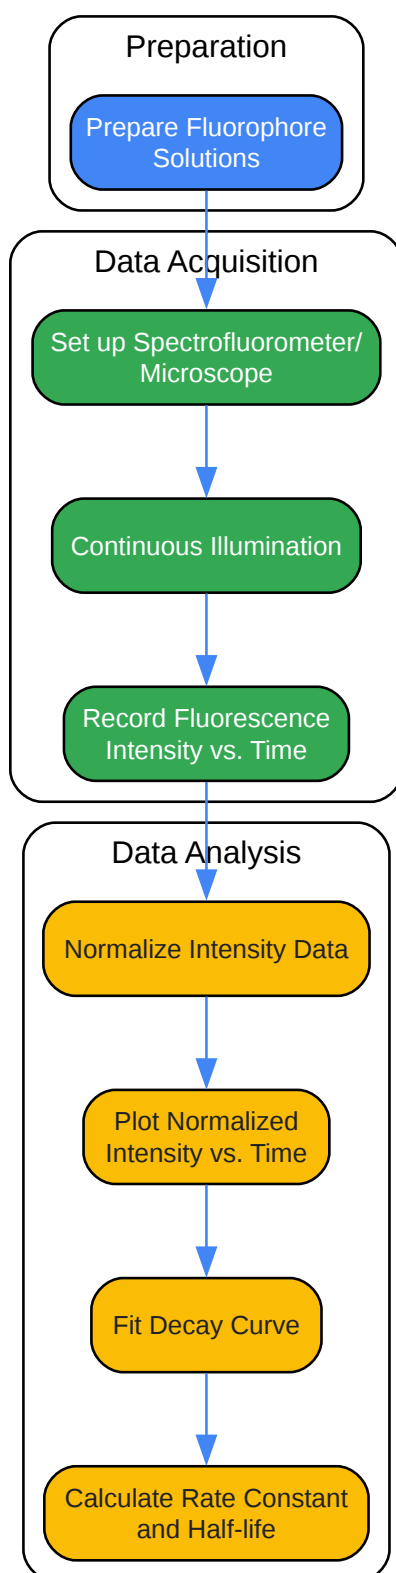 Preparation
Prepare Fluorophore
Solutions
Data Acquisition
Set up Spectrofluorometer/
Microscope
Continuous Illumination
Record Fluorescence
Intensity vs. Time
Data Analysis
Normalize Intensity Data
Plot Normalized
Intensity vs. Time
Fit Decay Curve
Calculate Rate Constant
and Half-life